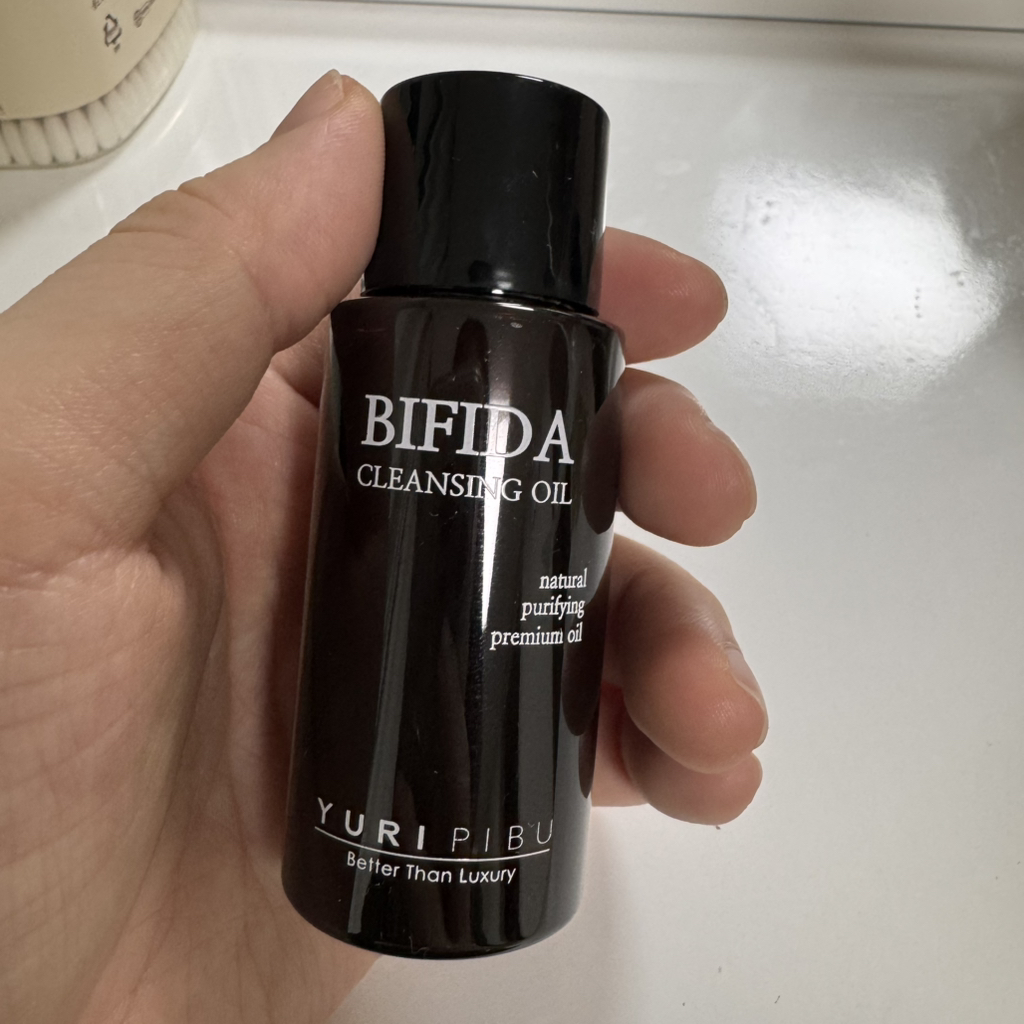 BIFIDA
CLEANSING OIL
natural
purifying
premium oil
YURI PIBU
Better Than Luxury